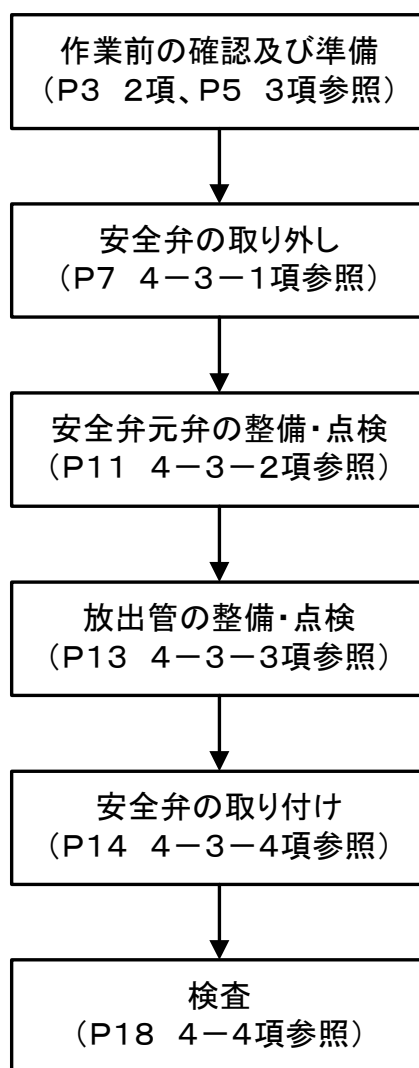 作業前の確認及び準備
(P3 2項、P5 3項参照)
安全弁の取り外し
(P7 4-3-1項参照)
安全弁元弁の整備・点検
(P11 4-3-2項参照)
放出管の整備・点検
(P13 4-3-3項参照)
安全弁の取り付け
(P14 4-3-4項参照)
検査
(P18 4-4項参照)